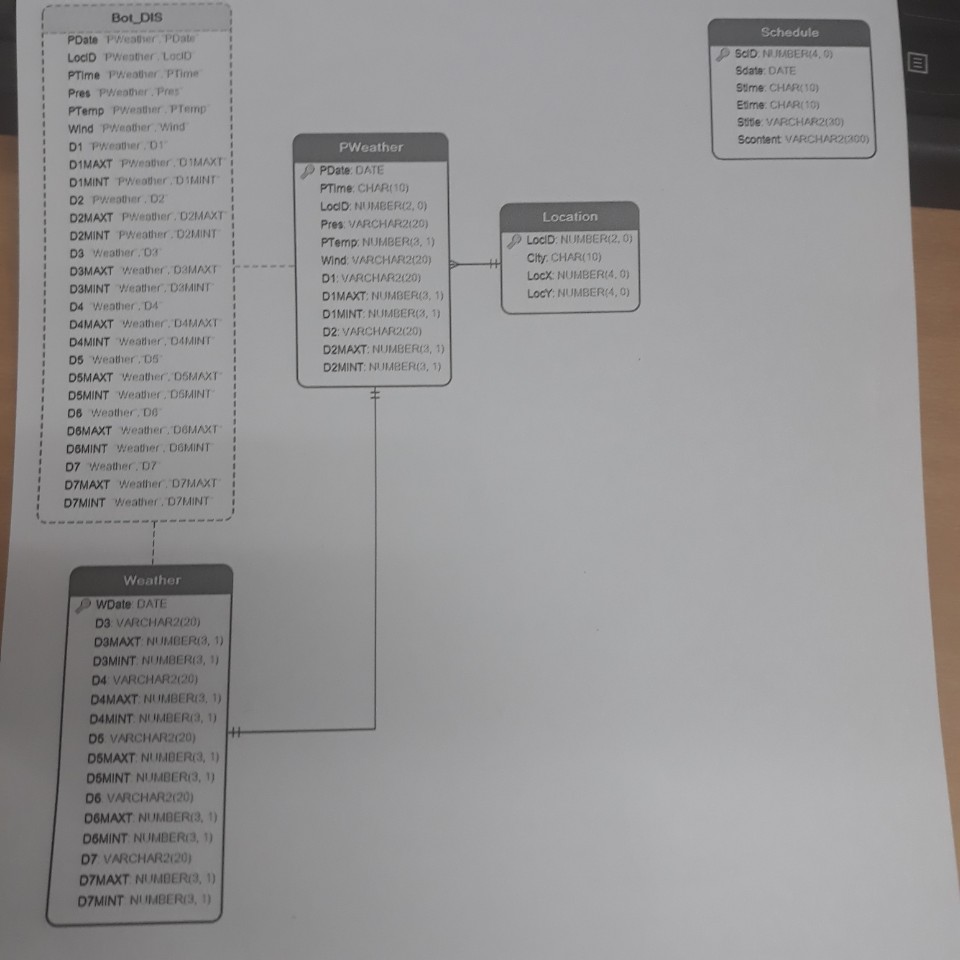 Bot_DIS
PDate "PWeather"."PDate"
LocID "PWeather"."LocID"
PTime "PWeather"."PTime"
Pres "PWeather"."Pres"
PTemp "PWeather"."PTemp"
Wind "PWeather"."Wind"
D1 "PWeather"."D1"
D1MAXT "PWeather"."D1MAXT"
D1MINT "PWeather"."D1MINT"
D2 "PWeather"."D2"
D2MAXT "PWeather"."D2MAXT"
D2MINT "PWeather"."D2MINT"
D3 "Weather"."D3"
D3MAXT "Weather"."D3MAXT"
D3MINT "Weather"."D3MINT"
D4 "Weather"."D4"
D4MAXT "Weather"."D4MAXT"
D4MINT "Weather"."D4MINT"
D5 "Weather"."D5"
D5MAXT "Weather"."D5MAXT"
D5MINT "Weather"."D5MINT"
D6 "Weather"."D6"
D6MAXT "Weather"."D6MAXT"
D6MINT "Weather"."D6MINT"
D7 "Weather"."D7"
D7MAXT "Weather"."D7MAXT"
D7MINT "Weather"."D7MINT"
PWeather
PDate: DATE
PTime: CHAR(10)
LocID: NUMBER(2, 0)
Pres: VARCHAR2(20)
PTemp: NUMBER(3, 1)
Wind: VARCHAR2(20)
D1: VARCHAR2(20)
D1MAXT: NUMBER(3, 1)
D1MINT: NUMBER(3, 1)
D2: VARCHAR2(20)
D2MAXT: NUMBER(3, 1)
D2MINT: NUMBER(3, 1)
Location
LocID: NUMBER(2, 0)
City: CHAR(10)
LocX: NUMBER(4, 0)
LocY: NUMBER(4, 0)
Schedule
ScID: NUMBER(4, 0)
Sdate: DATE
Stime: CHAR(10)
Etime: CHAR(10)
Stitle: VARCHAR2(30)
Scontent: VARCHAR2(300)
Weather
WDate: DATE
D3: VARCHAR2(20)
D3MAXT: NUMBER(3, 1)
D3MINT: NUMBER(3, 1)
D4: VARCHAR2(20)
D4MAXT: NUMBER(3, 1)
D4MINT: NUMBER(3, 1)
D5: VARCHAR2(20)
D5MAXT: NUMBER(3, 1)
D5MINT: NUMBER(3, 1)
D6: VARCHAR2(20)
D6MAXT: NUMBER(3, 1)
D6MINT: NUMBER(3, 1)
D7: VARCHAR2(20)
D7MAXT: NUMBER(3, 1)
D7MINT: NUMBER(3, 1)